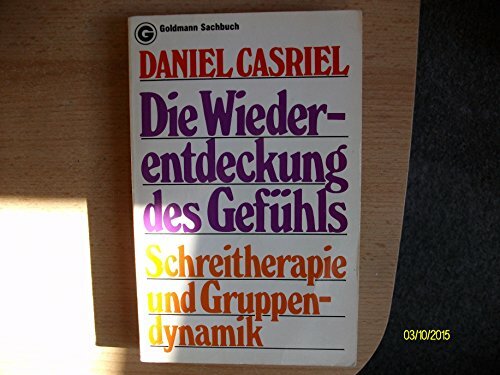 G Goldmann Sachbuch
DANIEL CASRIEL
Die Wieder-
entdeckung
des Gefühls
Schreitherapie
und Gruppen-
dynamik
03/10/2015